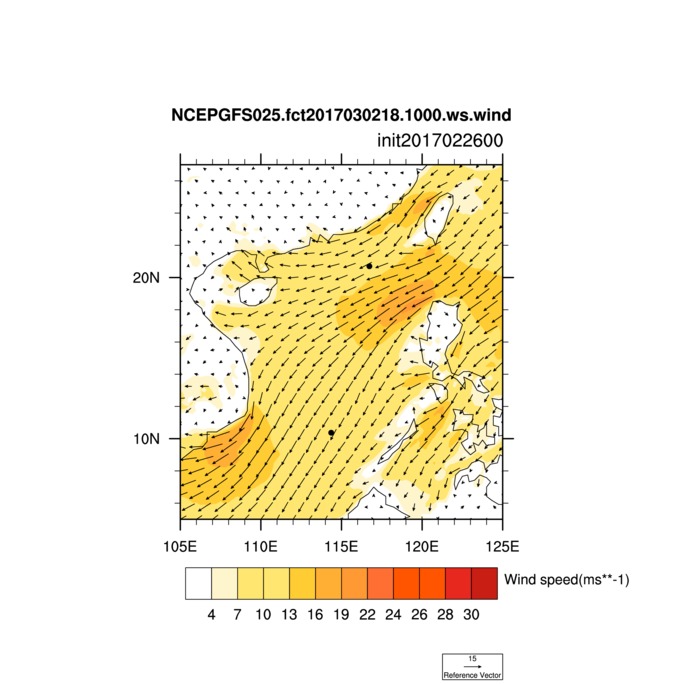 NCEPGFS025.fct2017030218.1000.ws.wind
init2017022600
20N
10N
105E 110E 115E 120E 125E
Wind speed(ms**-1)
4 7 10 13 16 19 22 24 26 28 30
15
Reference Vector